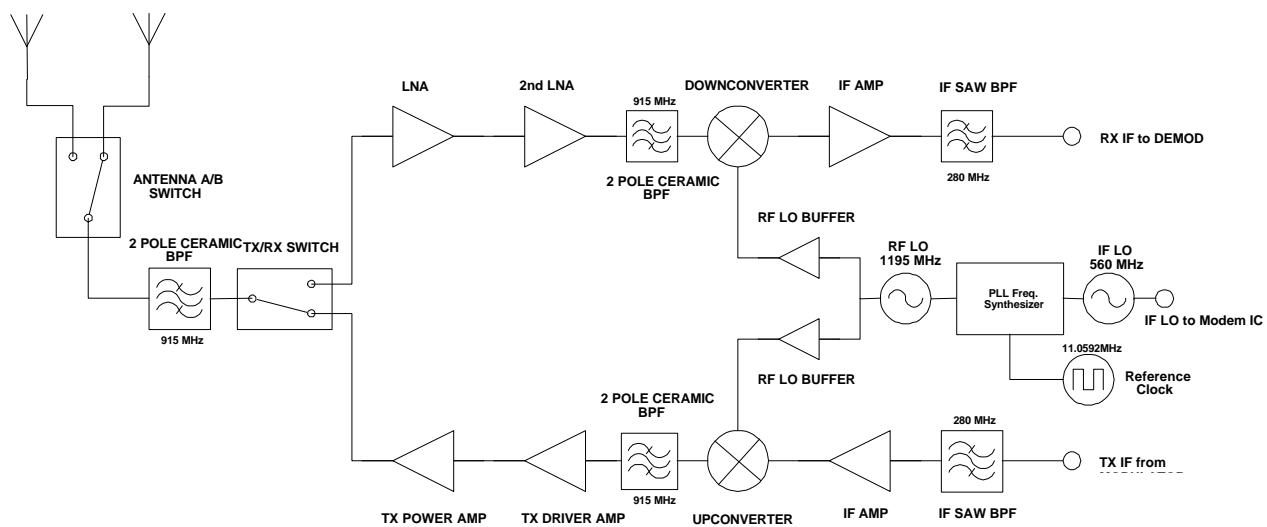 LNA
2nd LNA
915 MHz
DOWNCONVERTER
IF AMP
IF SAW BPF
RX IF to DEMOD
280 MHz
2 POLE CERAMIC
BPF
ANTENNA A/B
SWITCH
2 POLE CERAMIC
BPF
915 MHz
TX/RX SWITCH
RF LO BUFFER
RF LO
1195 MHz
PLL Freq.
Synthesizer
IF LO
560 MHz
IF LO to Modem IC
11.0592MHz
Reference
Clock
RF LO BUFFER
2 POLE CERAMIC
BPF
915 MHz
280 MHz
TX IF from
TX POWER AMP
TX DRIVER AMP
UPCONVERTER
IF AMP
IF SAW BPF